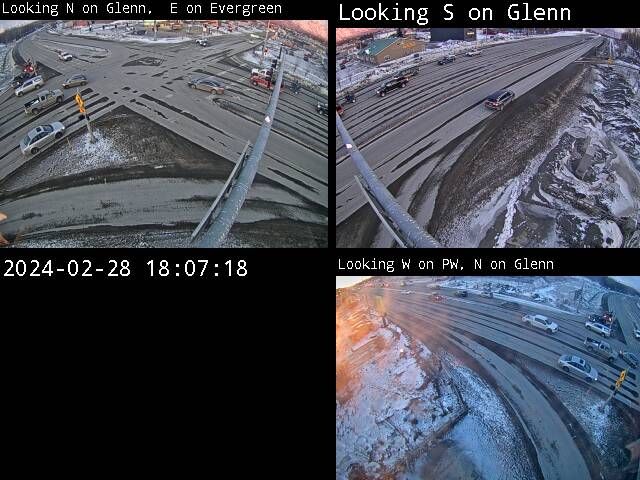 Looking N on Glenn,  E on Evergreen
Looking S on Glenn
2024-02-28 18:07:18
Looking W on PW, N on Glenn